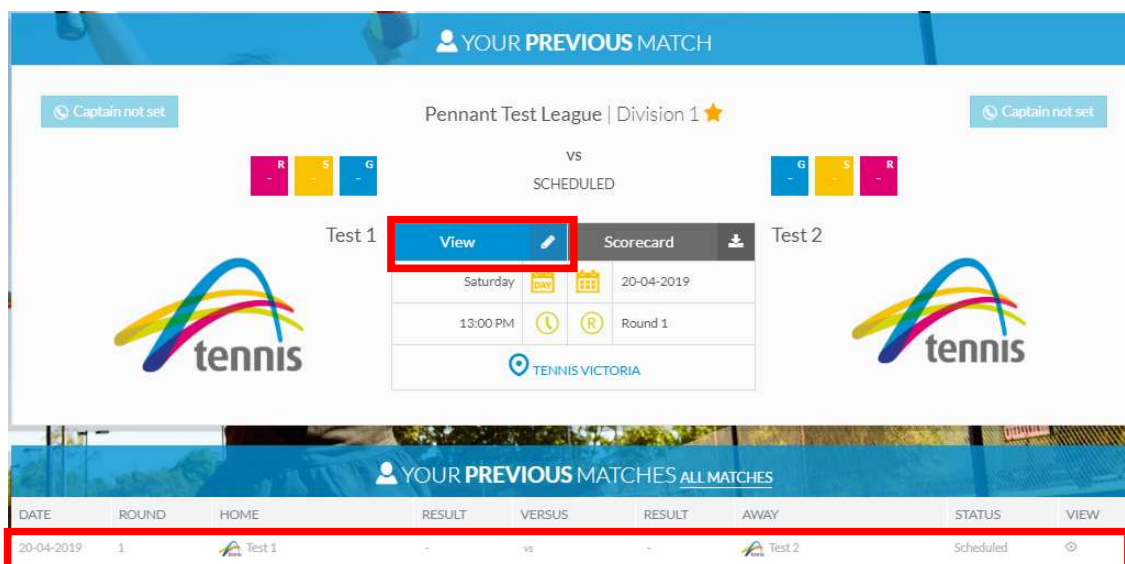 YOUR PREVIOUS MATCH
Captain not set
Pennant Test League | Division 1
Captain not set
R - S - G -
vs
G - S - R -
SCHEDULED
Test 1
View
Scorecard
Test 2
Saturday DAY 20-04-2019
13:00 PM R Round 1
tennis
tennis
TENNIS VICTORIA
YOUR PREVIOUS MATCHES ALL MATCHES
DATE ROUND HOME RESULT VERSUS RESULT AWAY STATUS VIEW
20-04-2019 1 tennis Test 1 - vs - tennis Test 2 Scheduled